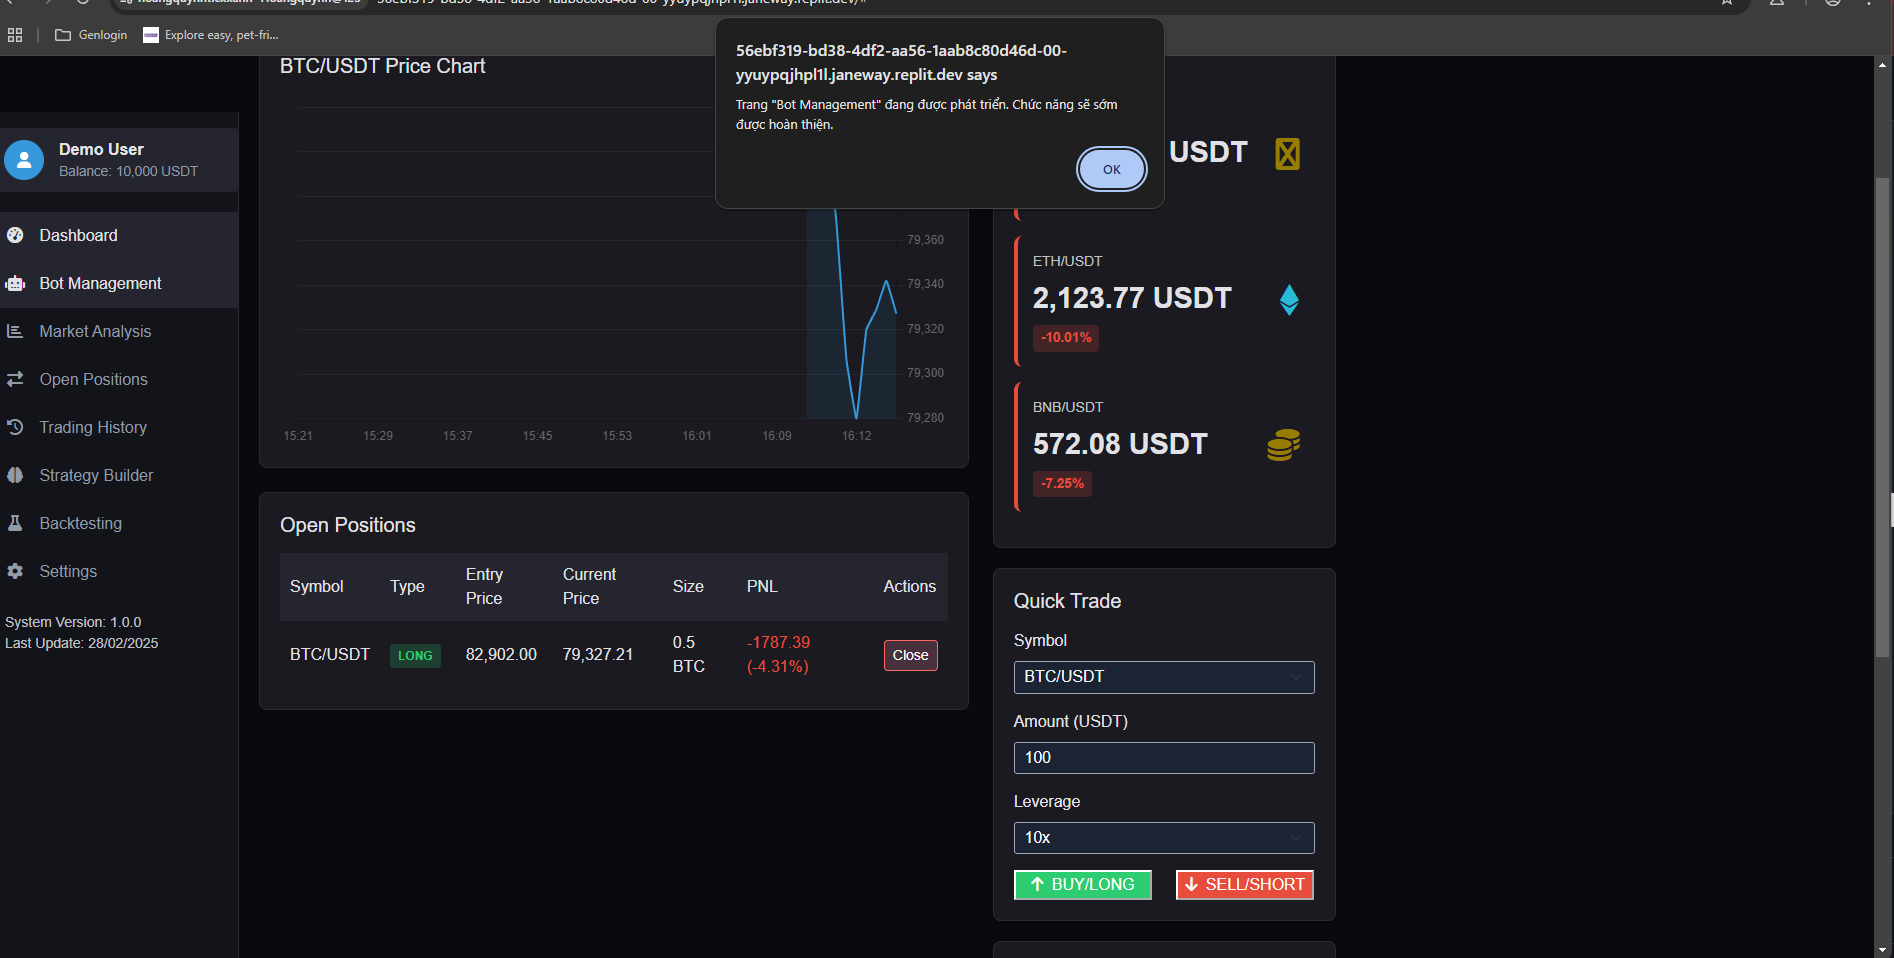 Genlogin
Explore easy, pet-fri...
56ebf319-bd38-4df2-aa56-1aab8c80d46d-00-
yyuypqjhpl1l.janeway.replit.dev says
Trang "Bot Management" đang được phát triển. Chức năng sẽ sớm
được hoàn thiện.
OK
Demo User
Balance: 10,000 USDT
Dashboard
Bot Management
Market Analysis
Open Positions
Trading History
Strategy Builder
Backtesting
Settings
System Version: 1.0.0
Last Update: 28/02/2025
BTC/USDT Price Chart
79,360
79,340
79,320
79,300
79,280
15:21 15:29 15:37 15:45 15:53 16:01 16:09 16:12
Open Positions
Symbol Type Entry Price Current Price Size PNL Actions
BTC/USDT LONG 82,902.00 79,327.21 0.5 BTC -1787.39 (-4.31%) Close
USDT
ETH/USDT
2,123.77 USDT
-10.01%
BNB/USDT
572.08 USDT
-7.25%
Quick Trade
Symbol
BTC/USDT
Amount (USDT)
100
Leverage
10x
BUY/LONG
SELL/SHORT